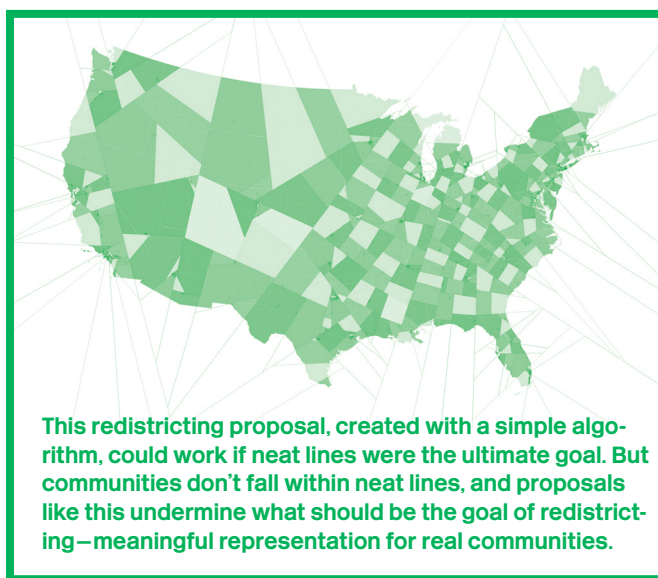 This redistricting proposal, created with a simple algo-
rithm, could work if neat lines were the ultimate goal. But
communities don’t fall within neat lines, and proposals
like this undermine what should be the goal of redistrict-
ing—meaningful representation for real communities.